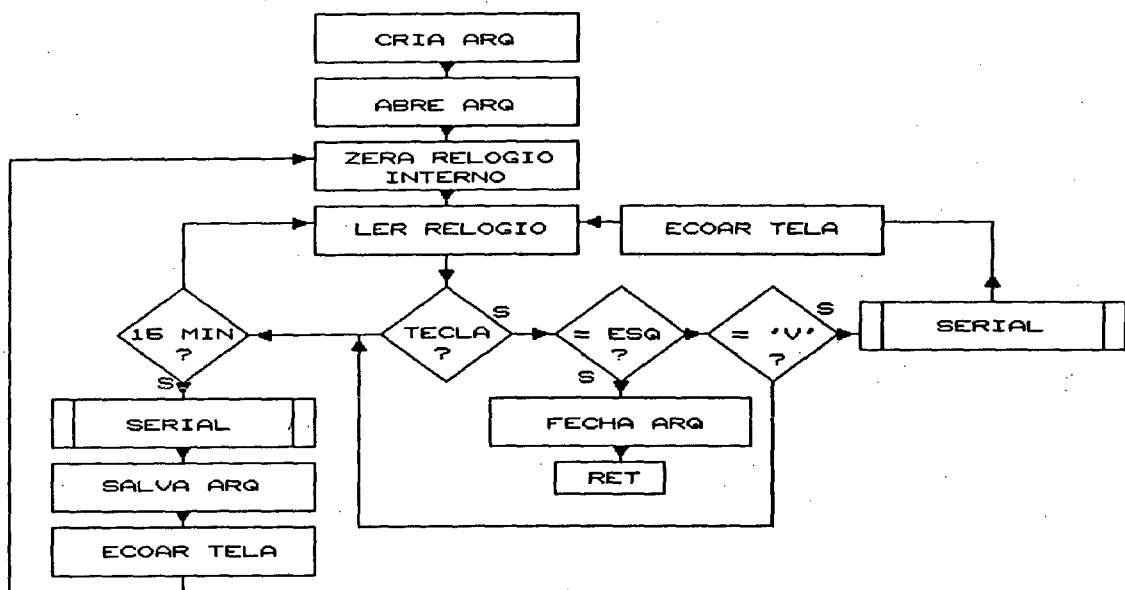 CRIA ARQ
ABRE ARQ
ZERA RELOGIO
INTERNO
LER RELOGIO
ECOAR TELA
15 MIN
?
S
TECLA
?
S
= ESQ
?
S
= 'V'
?
S
SERIAL
SERIAL
FECHA ARQ
SALVA ARQ
RET
ECOAR TELA